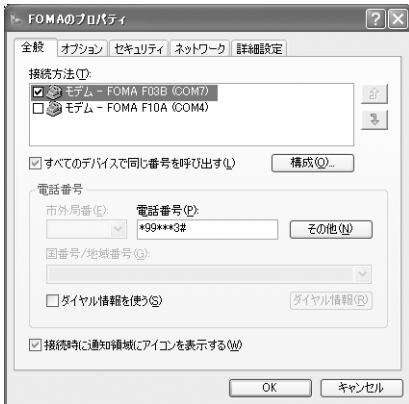 FOMAのプロパティ
全般 オプション セキュリティ ネットワーク 詳細設定
接続方法(T):
モデム - FOMA F03B (COM7)
モデム - FOMA F10A (COM4)
すべてのデバイスで同じ番号を呼び出す(L) 構成(O)...
電話番号
市外局番(E): 電話番号(P):
*99***3# その他(N)
国番号/地域番号(G):
ダイヤル情報を使う(S) ダイヤル情報(R)
接続時に通知領域にアイコンを表示する(W)
OK キャンセル